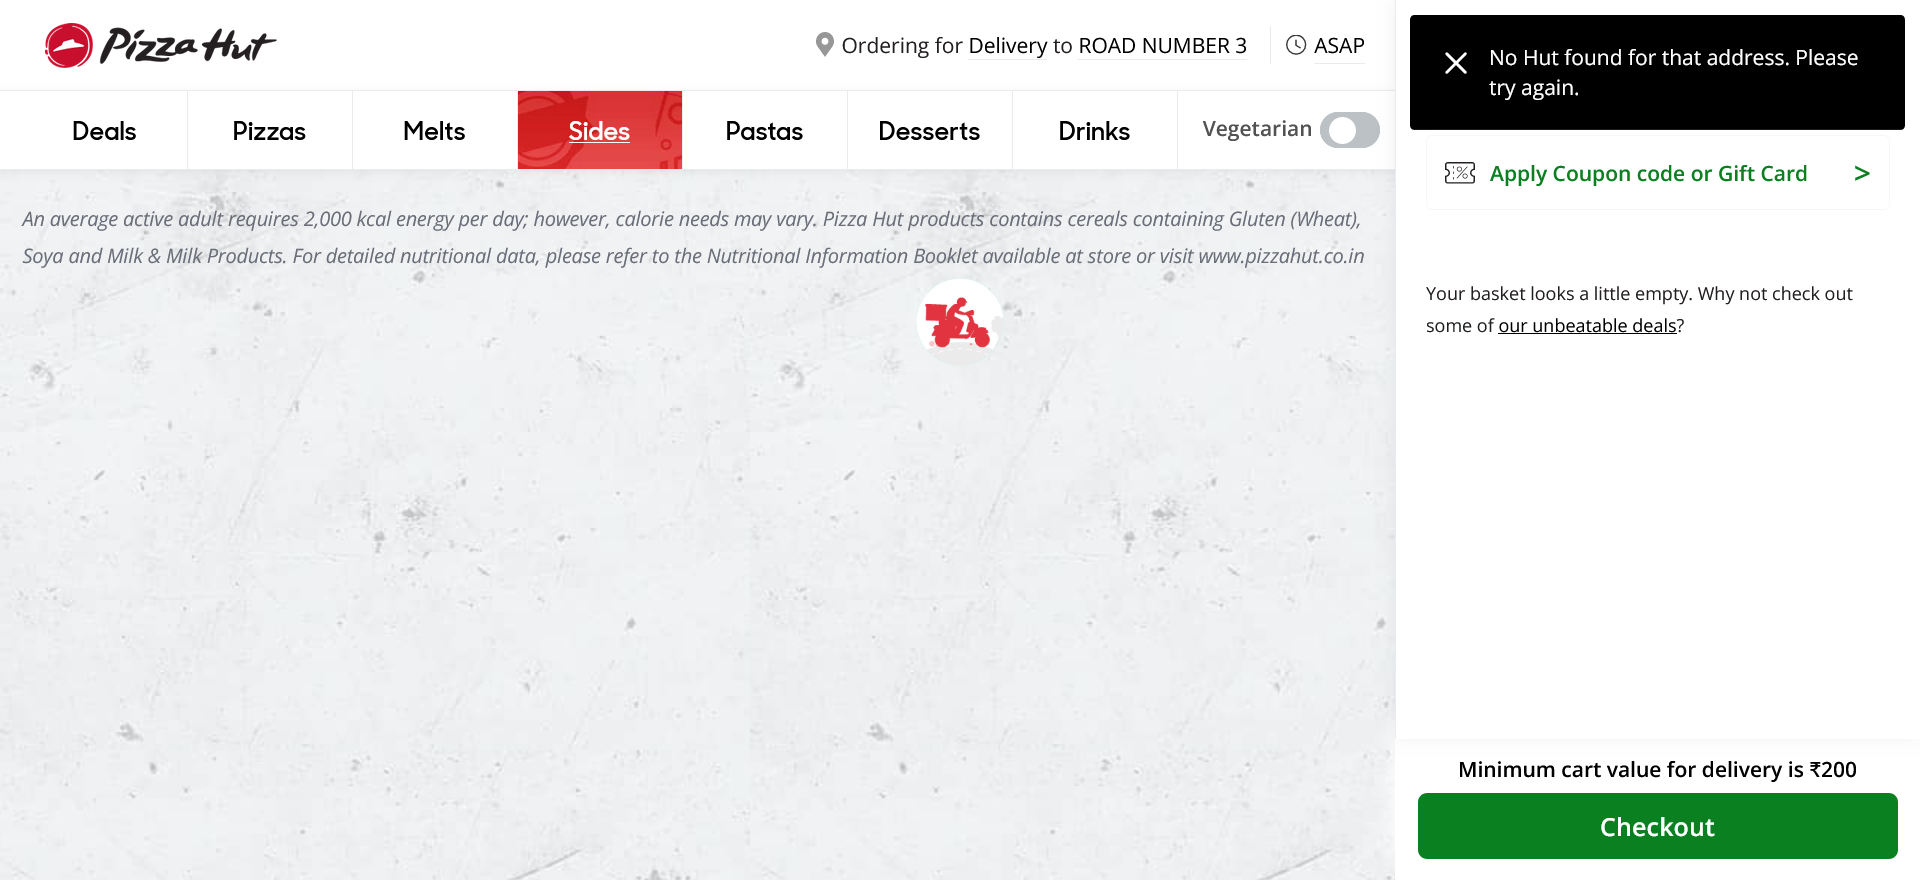 Pizza Hut
Ordering for Delivery to ROAD NUMBER 3
ASAP
Deals
Pizzas
Melts
Sides
Pastas
Desserts
Drinks
Vegetarian
An average active adult requires 2,000 kcal energy per day; however, calorie needs may vary. Pizza Hut products contains cereals containing Gluten (Wheat),
Soya and Milk & Milk Products. For detailed nutritional data, please refer to the Nutritional Information Booklet available at store or visit www.pizzahut.co.in
No Hut found for that address. Please
try again.
Apply Coupon code or Gift Card >
Your basket looks a little empty. Why not check out
some of our unbeatable deals?
Minimum cart value for delivery is ₹200
Checkout